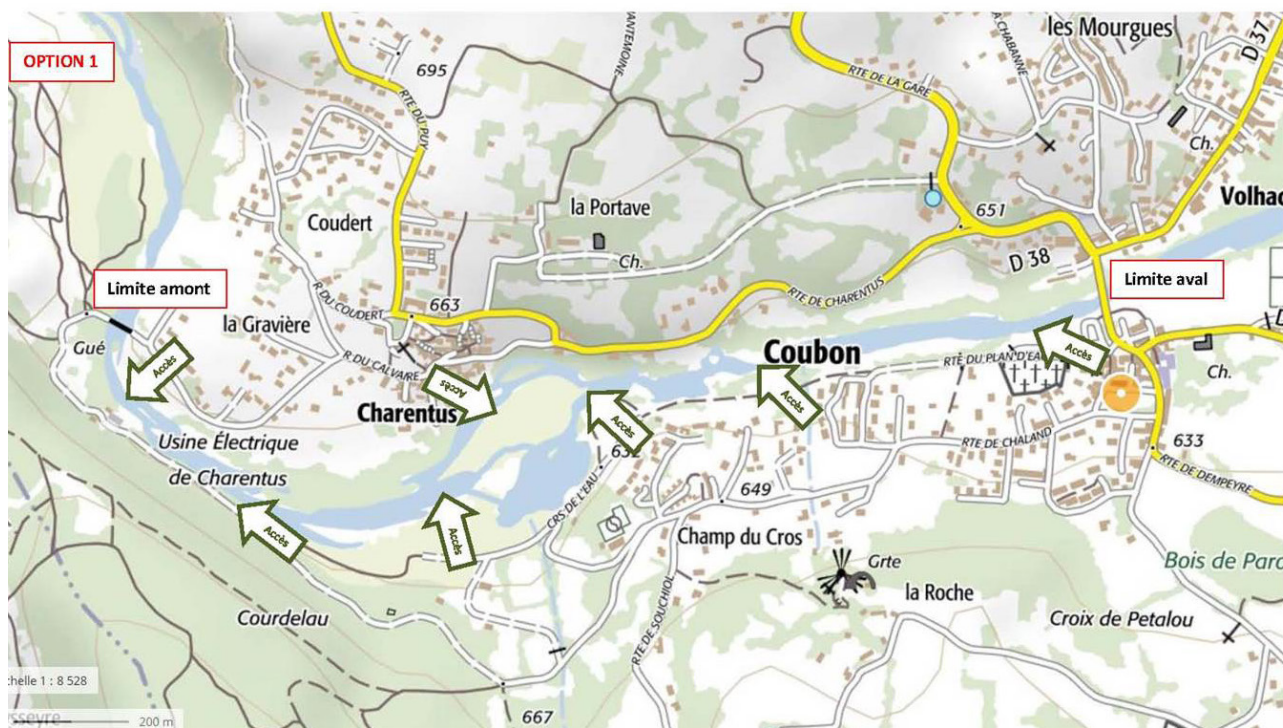 OPTION 1
695
RTE DU PUY
ANTEMOINE
RTE DE LA GARE
A CHABANNE
les Mourgues
D 37
Ch.
Volhac
Coudert
la Portave
Ch.
651
D 38
Limite amont
Limite aval
la Gravière
R DU COUDERT
663
RTE DE CHARENTUS
Gué
R. DU CALVAIRE
Coubon
RTE DU PLAN D'EA
Accès
Accès
Accès
Accès
Accès
Ch.
Charentus
Usine Électrique
de Charentus
RTE DE CHALAND
633
RTE DE DEMPEYRE
Accès
Accès
CRS DE L'EAU
649
Champ du Cros
Grte
la Roche
Bois de Parc
Courdelau
RTE DE SOUCHIOL
Croix de Petalou
chelle 1 : 8 528
200 m
sseyre
667